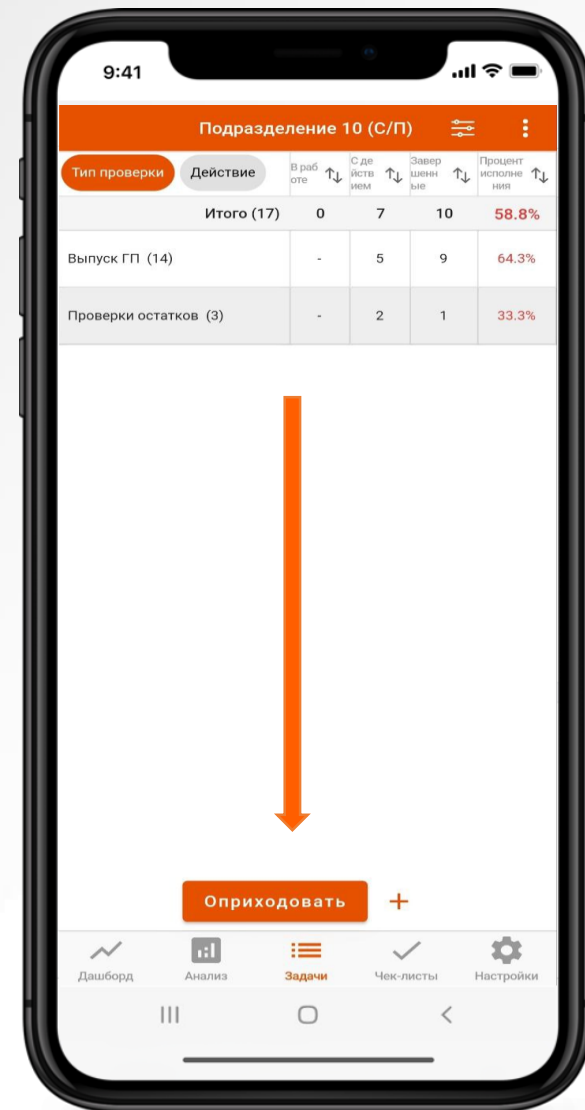 9:41
Подразделение 10 (С/П)
Тип проверки Действие
В раб
оте
С де
йств
ием
Завер
шенн
ые
Процент
исполне
ния
Итого (17) 0 7 10 58.8%
Выпуск ГП (14) - 5 9 64.3%
Проверки остатков (3) - 2 1 33.3%
Оприходовать +
Дашборд Анализ Задачи Чек-листы Настройки